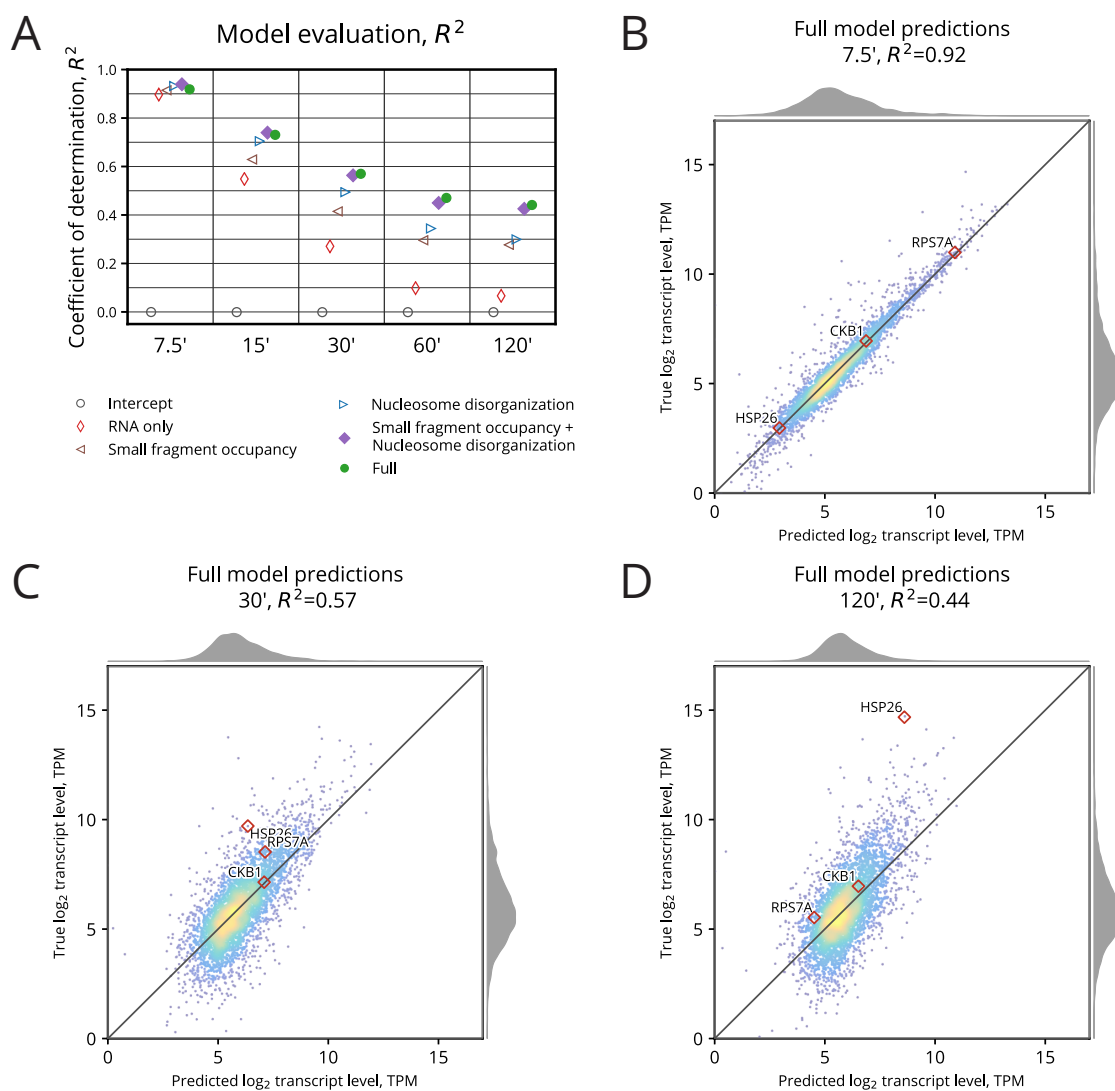 A
Model evaluation, R²
Coefficient of determination, R²
1.0
0.8
0.6
0.4
0.2
0.0
7.5'
15'
30'
60'
120'
Intercept
RNA only
Small fragment occupancy
Nucleosome disorganization
Small fragment occupancy +
Nucleosome disorganization
Full
B
Full model predictions
7.5', R²=0.92
True log₂ transcript level, TPM
15
10
5
0
RPS7A
CKB1
HSP26
0
5
10
15
Predicted log₂ transcript level, TPM
C
Full model predictions
30', R²=0.57
True log₂ transcript level, TPM
15
10
5
0
HSP26
RPS7A
CKB1
0
5
10
15
Predicted log₂ transcript level, TPM
D
Full model predictions
120', R²=0.44
True log₂ transcript level, TPM
15
10
5
0
HSP26
CKB1
RPS7A
0
5
10
15
Predicted log₂ transcript level, TPM